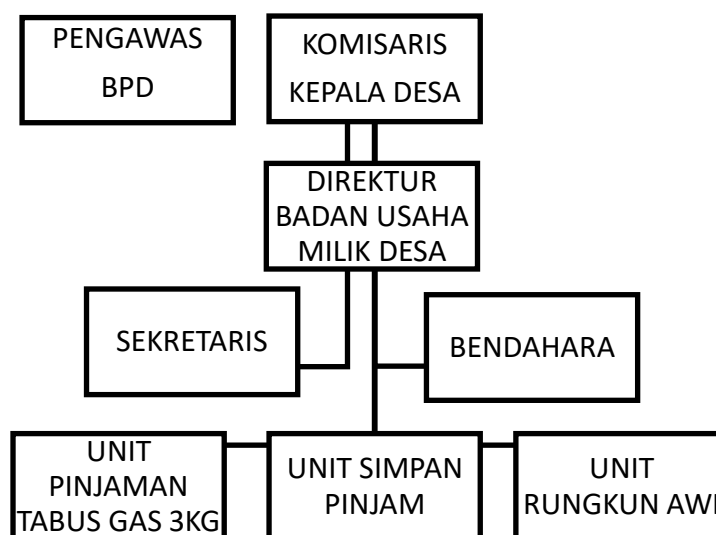 PENGAWAS
BPD
KOMISARIS
KEPALA DESA
DIREKTUR
BADAN USAHA
MILIK DESA
SEKRETARIS
BENDAHARA
UNIT
PINJAMAN
TABUS GAS 3KG
UNIT SIMPAN
PINJAM
UNIT
RUNGKUN AWI